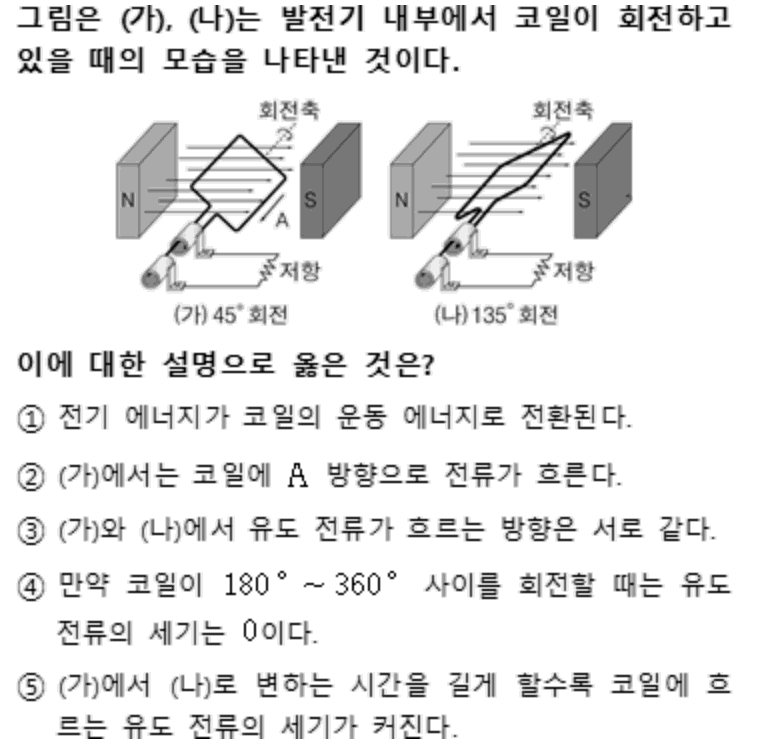 그림은 (가), (나)는 발전기 내부에서 코일이 회전하고
있을 때의 모습을 나타낸 것이다.
회전축
N
S
A
저항
(가) 45° 회전
회전축
N
S
저항
(나) 135° 회전
이에 대한 설명으로 옳은 것은?
① 전기 에너지가 코일의 운동 에너지로 전환된다.
② (가)에서는 코일에 A 방향으로 전류가 흐른다.
③ (가)와 (나)에서 유도 전류가 흐르는 방향은 서로 같다.
④ 만약 코일이 180° ~ 360° 사이를 회전할 때는 유도
전류의 세기는 0이다.
⑤ (가)에서 (나)로 변하는 시간을 길게 할수록 코일에 흐
르는 유도 전류의 세기가 커진다.